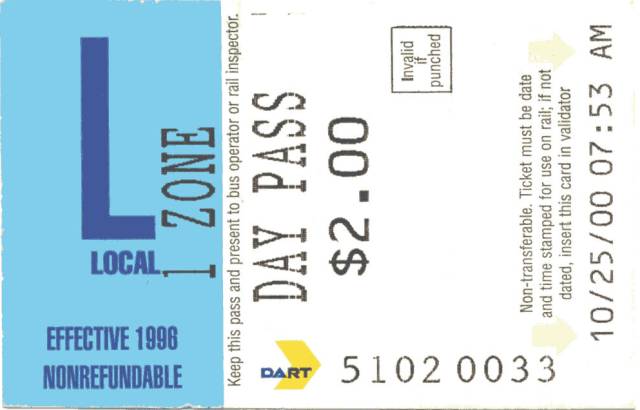 L
LOCAL
1 ZONE
EFFECTIVE 1996
NONREFUNDABLE
Keep this pass and present to bus operator or rail inspector.
DAY PASS
$2.00
Invalid
if
punched
DART
5102 0033
Non-transferable. Ticket must be date
and time stamped for use on rail; if not
dated, insert this card in validator
10/25/00 07:53 AM